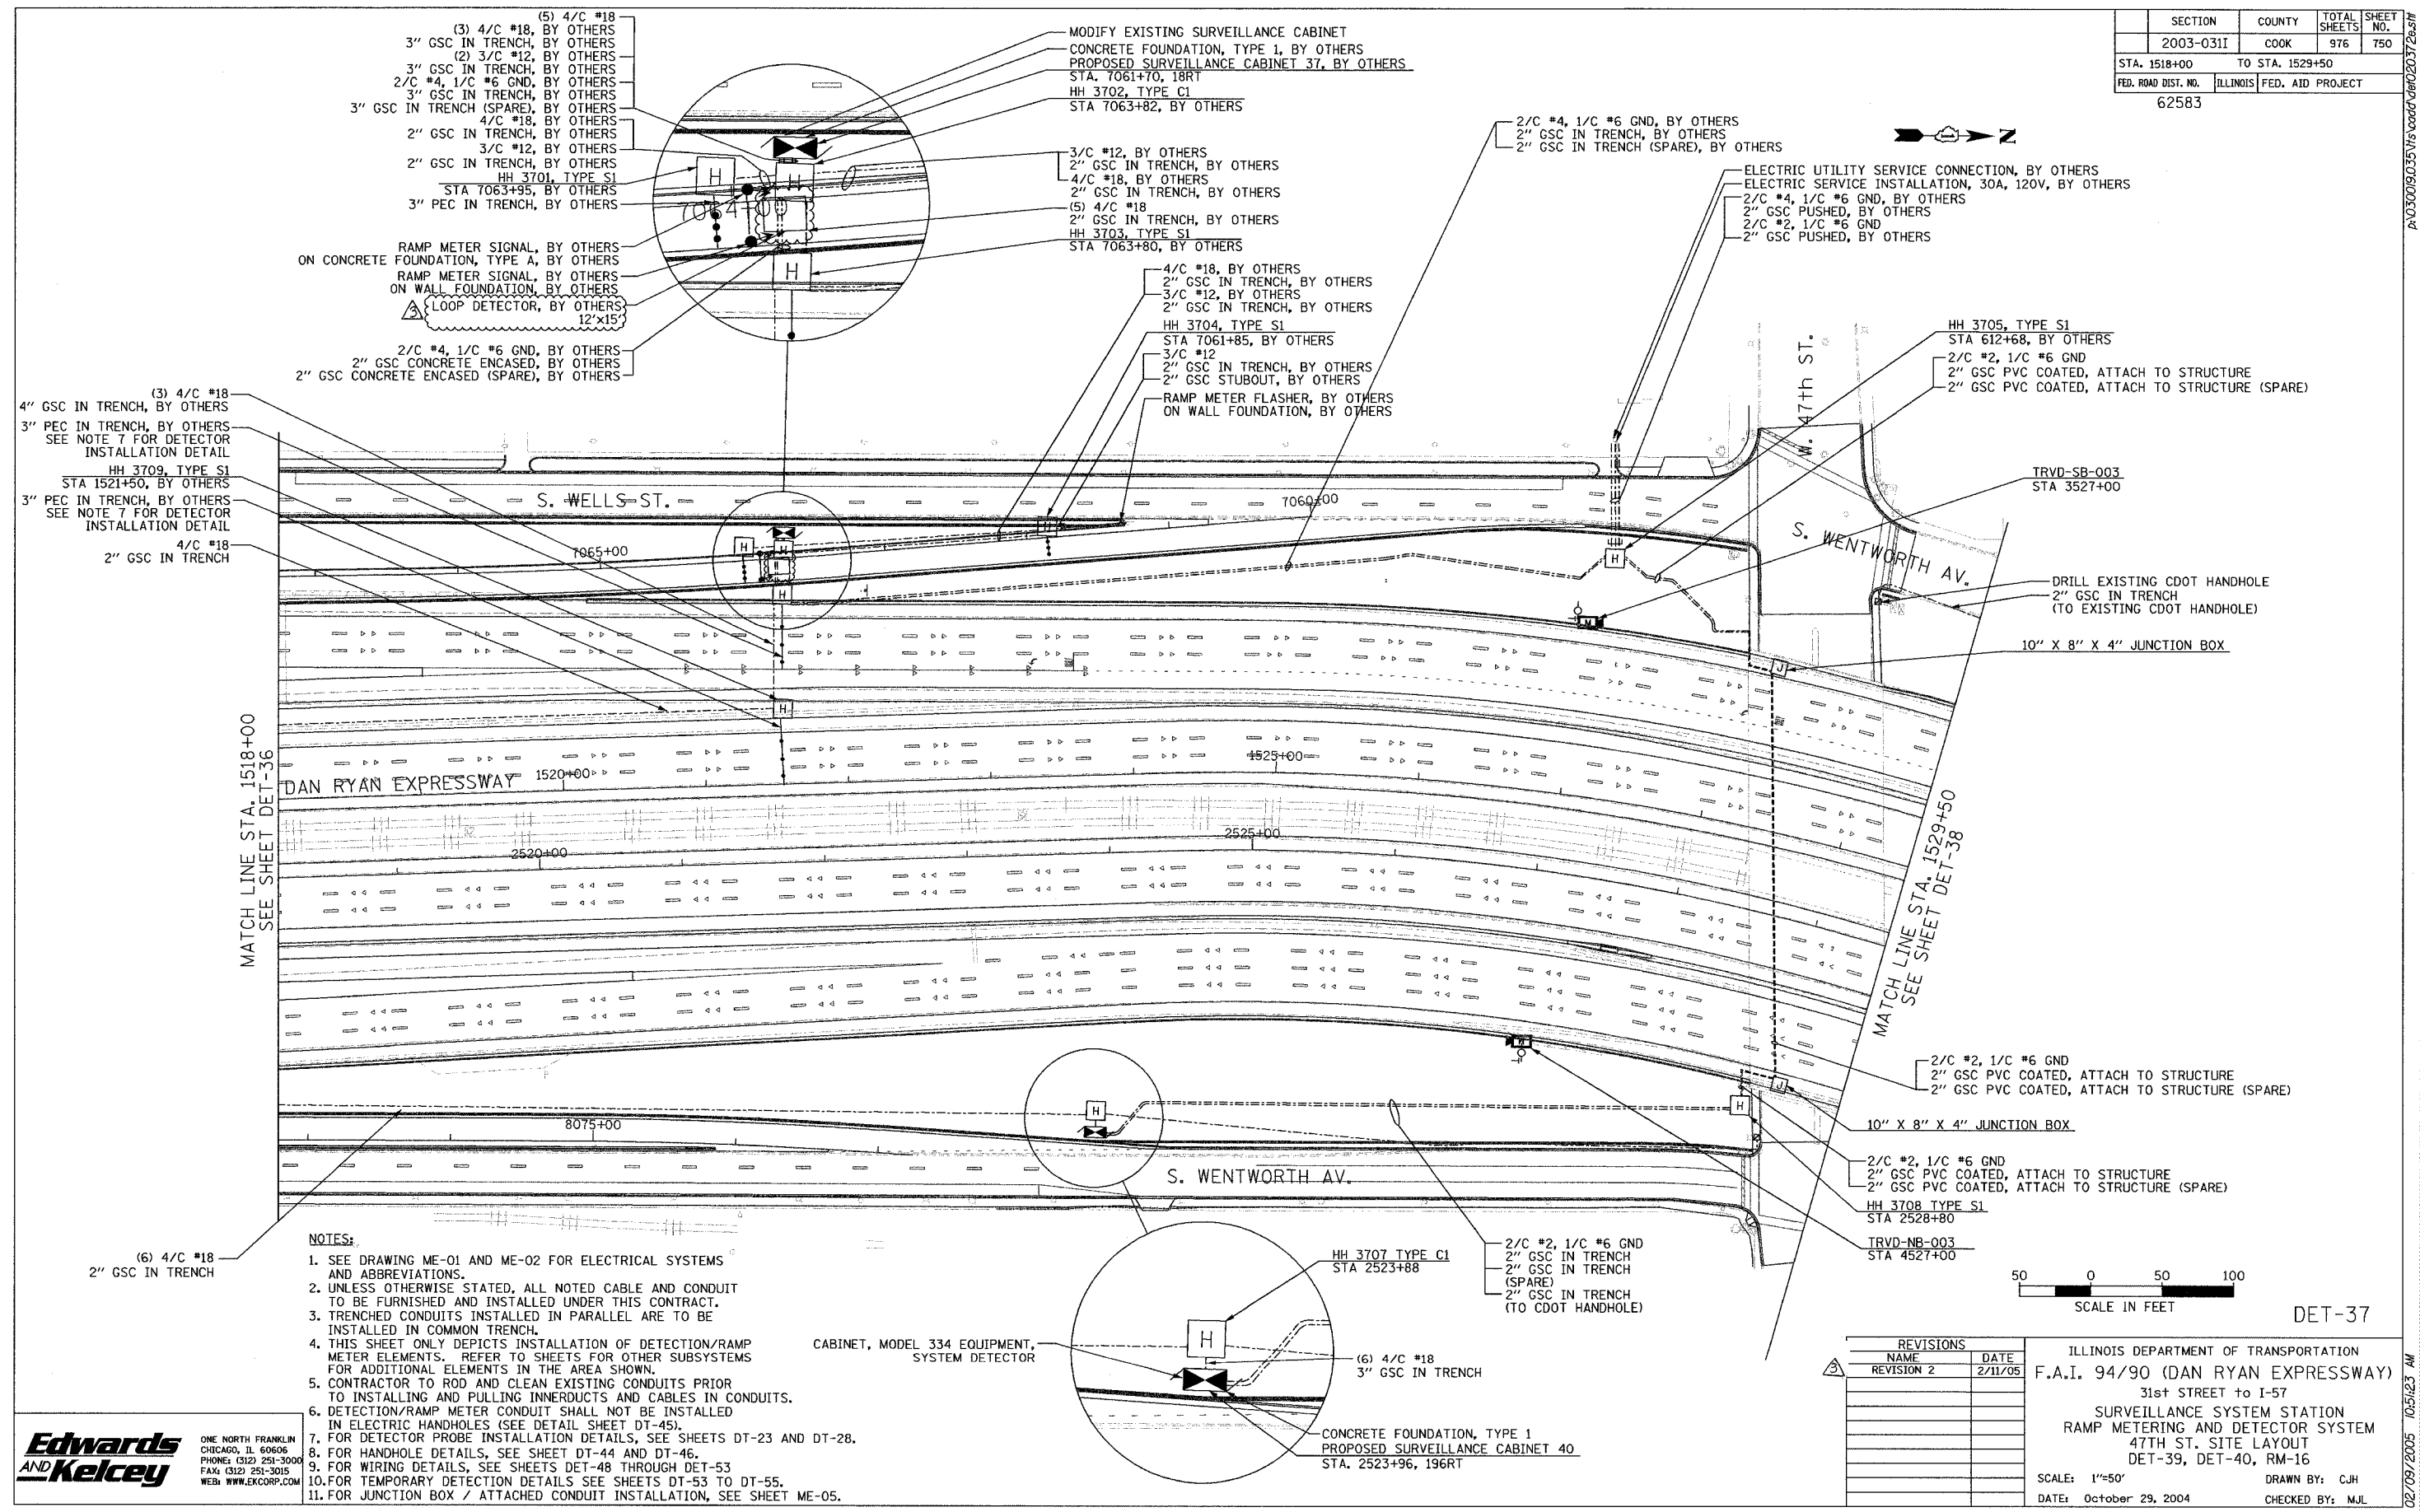 (5) 4/C #18
(3) 4/C #18, BY OTHERS
3" GSC IN TRENCH, BY OTHERS
(2) 3/C #12, BY OTHERS
3" GSC IN TRENCH, BY OTHERS
2/C #4, 1/C #6 GND, BY OTHERS
3" GSC IN TRENCH, BY OTHERS
3" GSC IN TRENCH (SPARE), BY OTHERS
4/C #18, BY OTHERS
2" GSC IN TRENCH, BY OTHERS
3/C #12, BY OTHERS
2" GSC IN TRENCH, BY OTHERS
HH 3701, TYPE S1
STA 7063+95, BY OTHERS
3" PEC IN TRENCH, BY OTHERS
RAMP METER SIGNAL, BY OTHERS
ON CONCRETE FOUNDATION, TYPE A, BY OTHERS
RAMP METER SIGNAL, BY OTHERS
ON WALL FOUNDATION, BY OTHERS
3
LOOP DETECTOR, BY OTHERS
12'x15'
2/C #4, 1/C #6 GND, BY OTHERS
2" GSC CONCRETE ENCASED, BY OTHERS
2" GSC CONCRETE ENCASED (SPARE), BY OTHERS
H
H
7064+00
H
MODIFY EXISTING SURVEILLANCE CABINET
CONCRETE FOUNDATION, TYPE 1, BY OTHERS
PROPOSED SURVEILLANCE CABINET 37, BY OTHERS
STA. 7061+70, 18RT
HH 3702, TYPE C1
STA 7063+82, BY OTHERS
3/C #12, BY OTHERS
2" GSC IN TRENCH, BY OTHERS
4/C #18, BY OTHERS
2" GSC IN TRENCH, BY OTHERS
(5) 4/C #18
2" GSC IN TRENCH, BY OTHERS
HH 3703, TYPE S1
STA 7063+80, BY OTHERS
4/C #18, BY OTHERS
2" GSC IN TRENCH, BY OTHERS
3/C #12, BY OTHERS
2" GSC IN TRENCH, BY OTHERS
HH 3704, TYPE S1
STA 7061+85, BY OTHERS
3/C #12
2" GSC IN TRENCH, BY OTHERS
2" GSC STUBOUT, BY OTHERS
RAMP METER FLASHER, BY OTHERS
ON WALL FOUNDATION, BY OTHERS
2/C #4, 1/C #6 GND, BY OTHERS
2" GSC IN TRENCH, BY OTHERS
2" GSC IN TRENCH (SPARE), BY OTHERS
N
ELECTRIC UTILITY SERVICE CONNECTION, BY OTHERS
ELECTRIC SERVICE INSTALLATION, 30A, 120V, BY OTHERS
2/C #4, 1/C #6 GND, BY OTHERS
2" GSC PUSHED, BY OTHERS
2/C #2, 1/C #6 GND
2" GSC PUSHED, BY OTHERS
SECTION COUNTY TOTAL SHEETS SHEET NO.
2003-031I COOK 976 750
STA. 1518+00 TO STA. 1529+50
FED. ROAD DIST. NO. ILLINOIS FED. AID PROJECT
62583
HH 3705, TYPE S1
STA 612+68, BY OTHERS
2/C #2, 1/C #6 GND
2" GSC PVC COATED, ATTACH TO STRUCTURE
2" GSC PVC COATED, ATTACH TO STRUCTURE (SPARE)
W. 47th ST.
TRVD-SB-003
STA 3527+00
S. WENTWORTH AV.
DRILL EXISTING CDOT HANDHOLE
2" GSC IN TRENCH
(TO EXISTING CDOT HANDHOLE)
10" X 8" X 4" JUNCTION BOX
(3) 4/C #18
4" GSC IN TRENCH, BY OTHERS
3" PEC IN TRENCH, BY OTHERS
SEE NOTE 7 FOR DETECTOR
INSTALLATION DETAIL
HH 3709, TYPE S1
STA 1521+50, BY OTHERS
3" PEC IN TRENCH, BY OTHERS
SEE NOTE 7 FOR DETECTOR
INSTALLATION DETAIL
4/C #18
2" GSC IN TRENCH
S. WELLS ST.
7060+00
7065+00
H
H
H
H
H
M
J
H
MATCH LINE STA. 1518+00
SEE SHEET DET-36
DAN RYAN EXPRESSWAY
1520+00
1525+00
2520+00
2525+00
MATCH LINE STA. 1529+50
SEE SHEET DET-38
2/C #2, 1/C #6 GND
2" GSC PVC COATED, ATTACH TO STRUCTURE
2" GSC PVC COATED, ATTACH TO STRUCTURE (SPARE)
J
H
H
10" X 8" X 4" JUNCTION BOX
2/C #2, 1/C #6 GND
2" GSC PVC COATED, ATTACH TO STRUCTURE
2" GSC PVC COATED, ATTACH TO STRUCTURE (SPARE)
HH 3708 TYPE S1
STA 2528+80
TRVD-NB-003
STA 4527+00
8075+00
S. WENTWORTH AV.
(6) 4/C #18
2" GSC IN TRENCH
NOTES:
1. SEE DRAWING ME-01 AND ME-02 FOR ELECTRICAL SYSTEMS
AND ABBREVIATIONS.
2. UNLESS OTHERWISE STATED, ALL NOTED CABLE AND CONDUIT
TO BE FURNISHED AND INSTALLED UNDER THIS CONTRACT.
3. TRENCHED CONDUITS INSTALLED IN PARALLEL ARE TO BE
INSTALLED IN COMMON TRENCH.
4. THIS SHEET ONLY DEPICTS INSTALLATION OF DETECTION/RAMP
METER ELEMENTS. REFER TO SHEETS FOR OTHER SUBSYSTEMS
FOR ADDITIONAL ELEMENTS IN THE AREA SHOWN.
5. CONTRACTOR TO ROD AND CLEAN EXISTING CONDUITS PRIOR
TO INSTALLING AND PULLING INNERDUCTS AND CABLES IN CONDUITS.
6. DETECTION/RAMP METER CONDUIT SHALL NOT BE INSTALLED
IN ELECTRIC HANDHOLES (SEE DETAIL SHEET DT-45).
7. FOR DETECTOR PROBE INSTALLATION DETAILS, SEE SHEETS DT-23 AND DT-28.
8. FOR HANDHOLE DETAILS, SEE SHEET DT-44 AND DT-46.
9. FOR WIRING DETAILS, SEE SHEETS DET-48 THROUGH DET-53
10. FOR TEMPORARY DETECTION DETAILS SEE SHEETS DT-53 TO DT-55.
11. FOR JUNCTION BOX / ATTACHED CONDUIT INSTALLATION, SEE SHEET ME-05.
HH 3707 TYPE C1
STA 2523+88
H
CABINET, MODEL 334 EQUIPMENT,
SYSTEM DETECTOR
(6) 4/C #18
3" GSC IN TRENCH
CONCRETE FOUNDATION, TYPE 1
PROPOSED SURVEILLANCE CABINET 40
STA. 2523+96, 196RT
2/C #2, 1/C #6 GND
2" GSC IN TRENCH
2" GSC IN TRENCH
(SPARE)
2" GSC IN TRENCH
(TO CDOT HANDHOLE)
50 0 50 100
SCALE IN FEET
DET-37
Edwards
AND Kelcey
ONE NORTH FRANKLIN
CHICAGO, IL 60606
PHONE: (312) 251-3000
FAX: (312) 251-3015
WEB: WWW.EKCORP.COM
REVISIONS
NAME DATE
3 REVISION 2 2/11/05
ILLINOIS DEPARTMENT OF TRANSPORTATION
F.A.I. 94/90 (DAN RYAN EXPRESSWAY)
31st STREET to I-57
SURVEILLANCE SYSTEM STATION
RAMP METERING AND DETECTOR SYSTEM
47TH ST. SITE LAYOUT
DET-39, DET-40, RM-16
SCALE: 1"=50' DRAWN BY: CJH
DATE: October 29, 2004 CHECKED BY: MJL
02/09/2005 10:51:23 AM